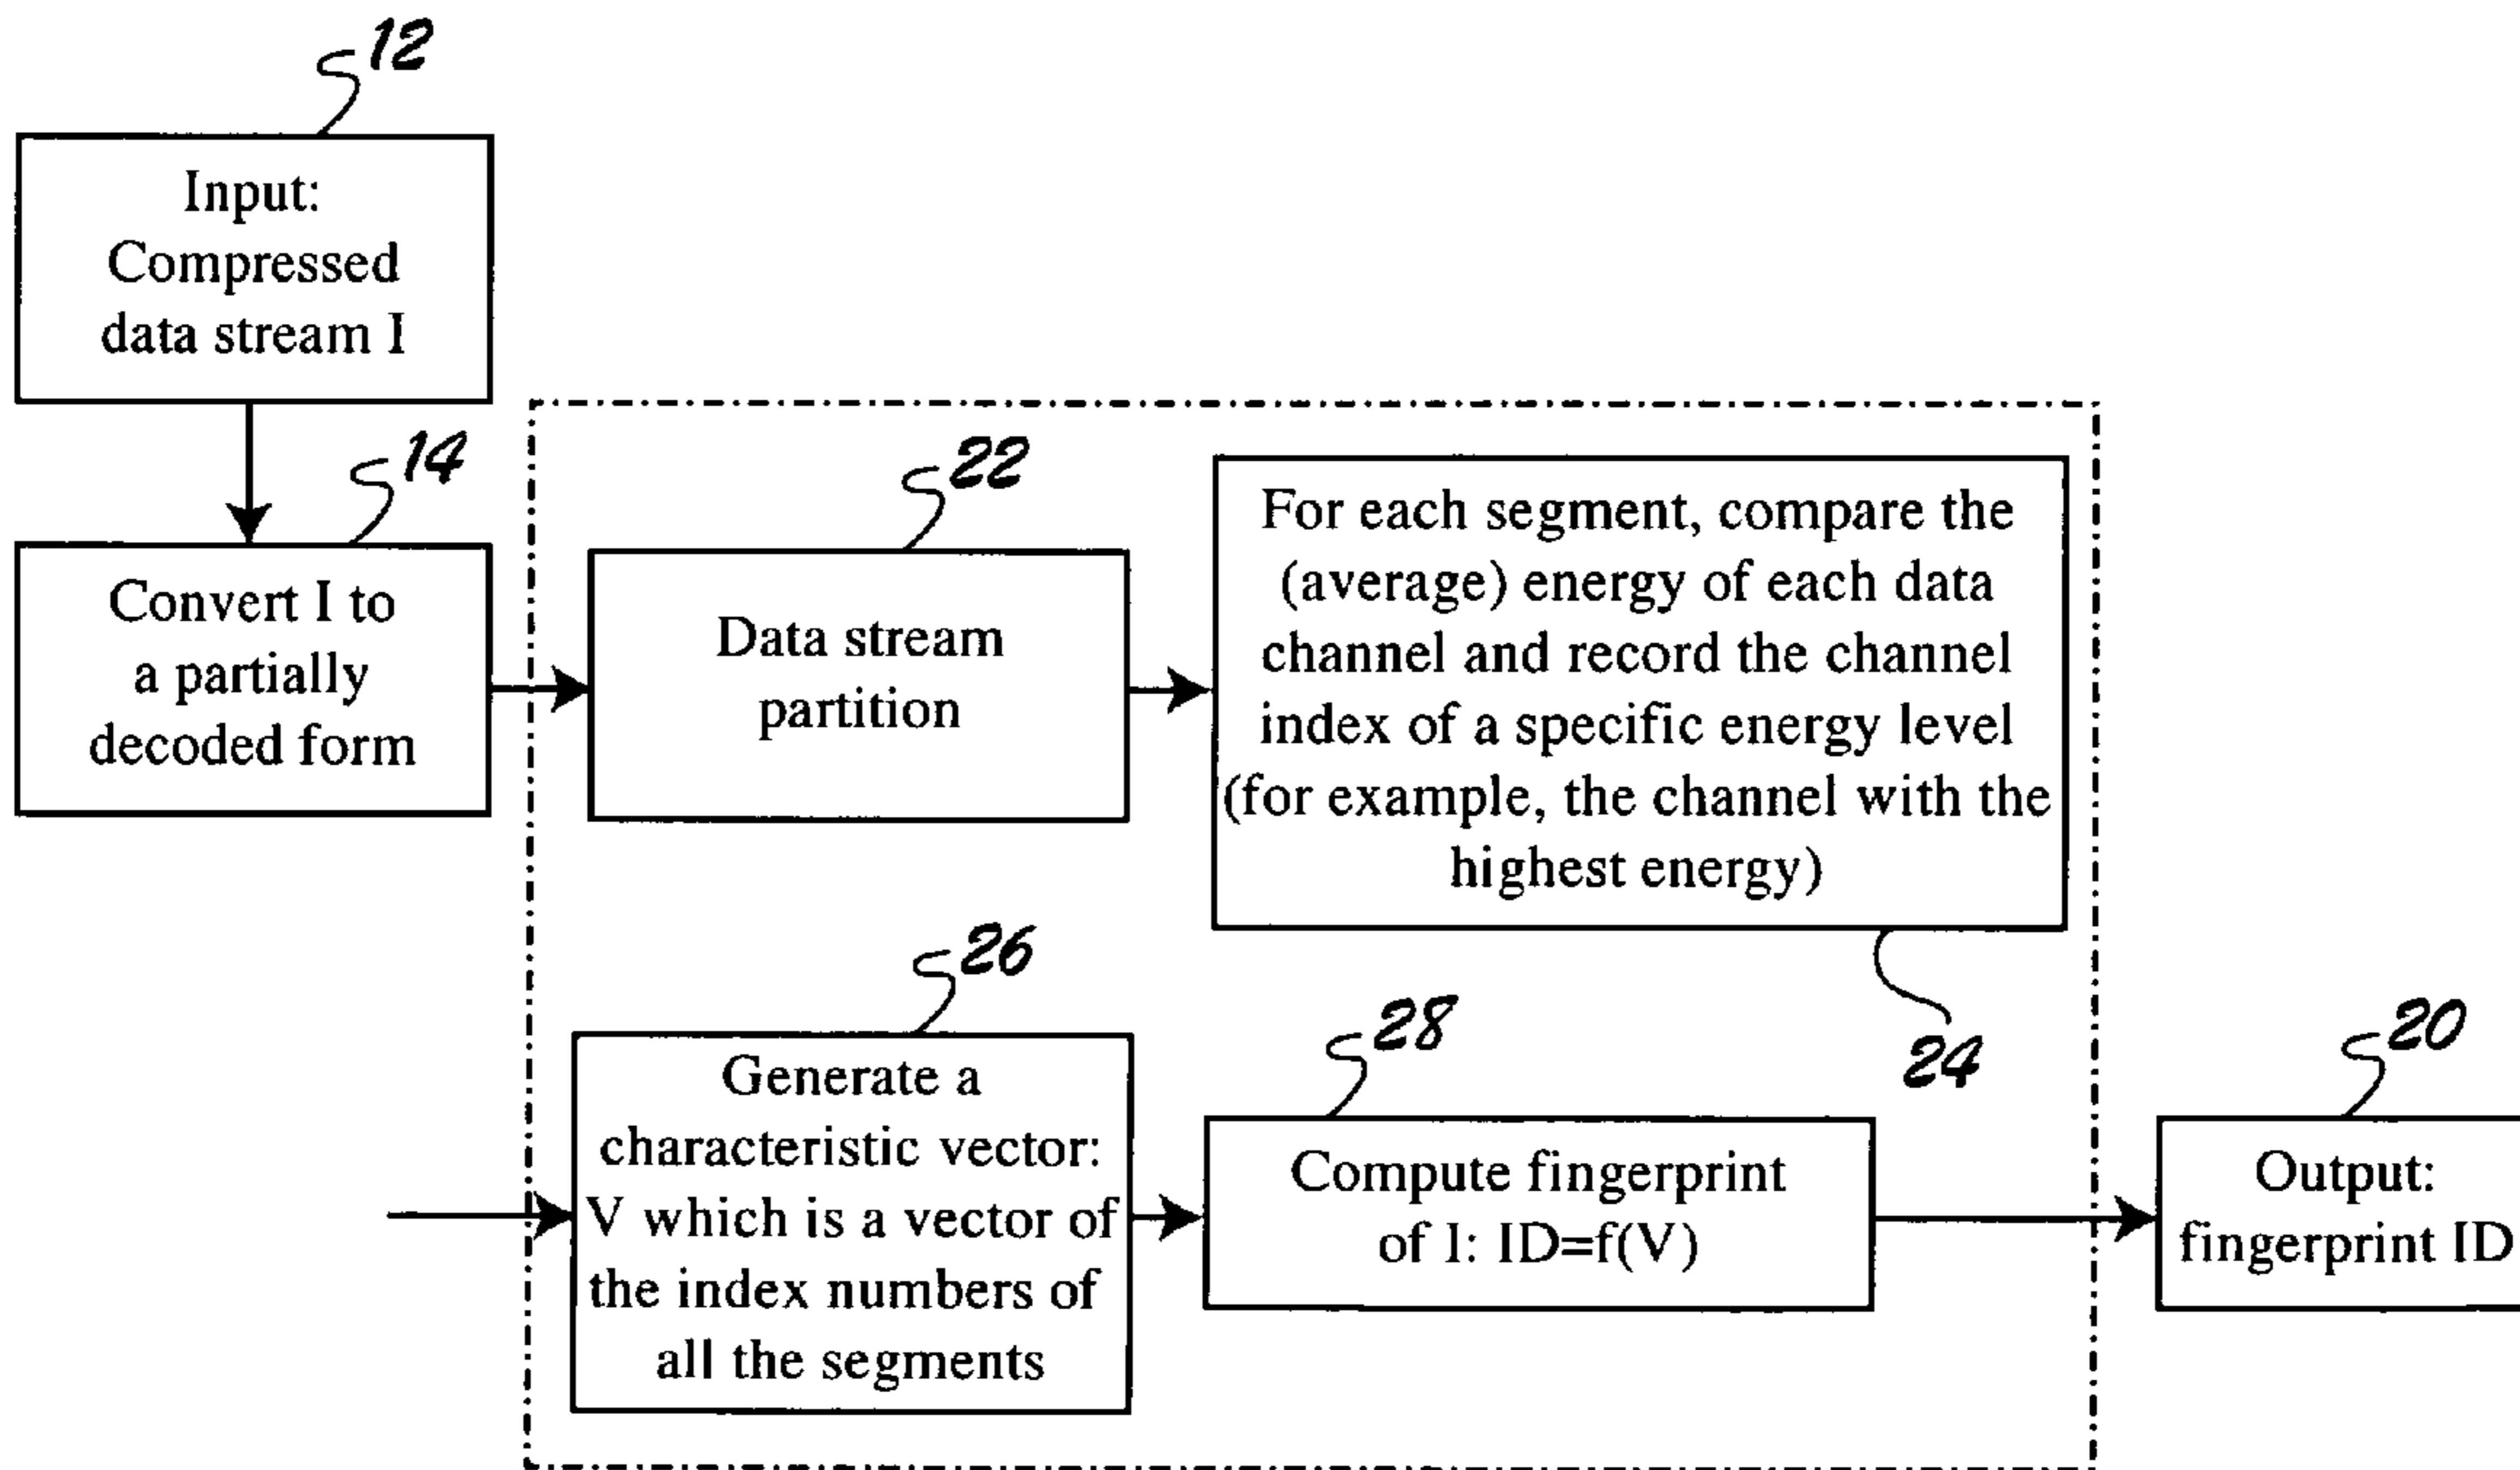 12
Input:
Compressed
data stream I
14
Convert I to
a partially
decoded form
22
Data stream
partition
For each segment, compare the
(average) energy of each data
channel and record the channel
index of a specific energy level
(for example, the channel with the
highest energy)
24
26
Generate a
characteristic vector:
V which is a vector of
the index numbers of
all the segments
28
Compute fingerprint
of I: ID=f(V)
20
Output:
fingerprint ID